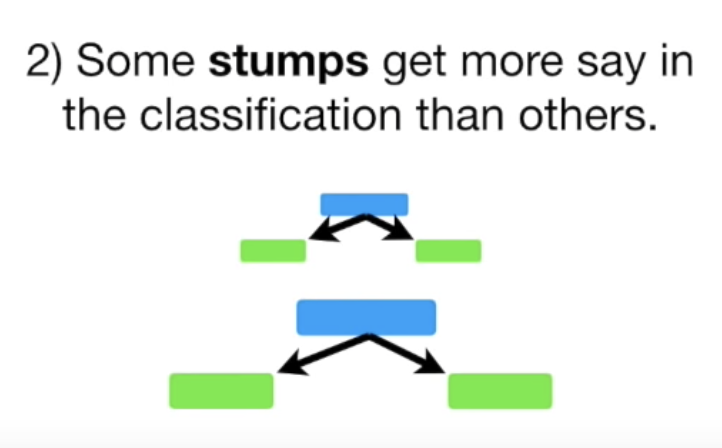 2) Some stumps get more say in
the classification than others.